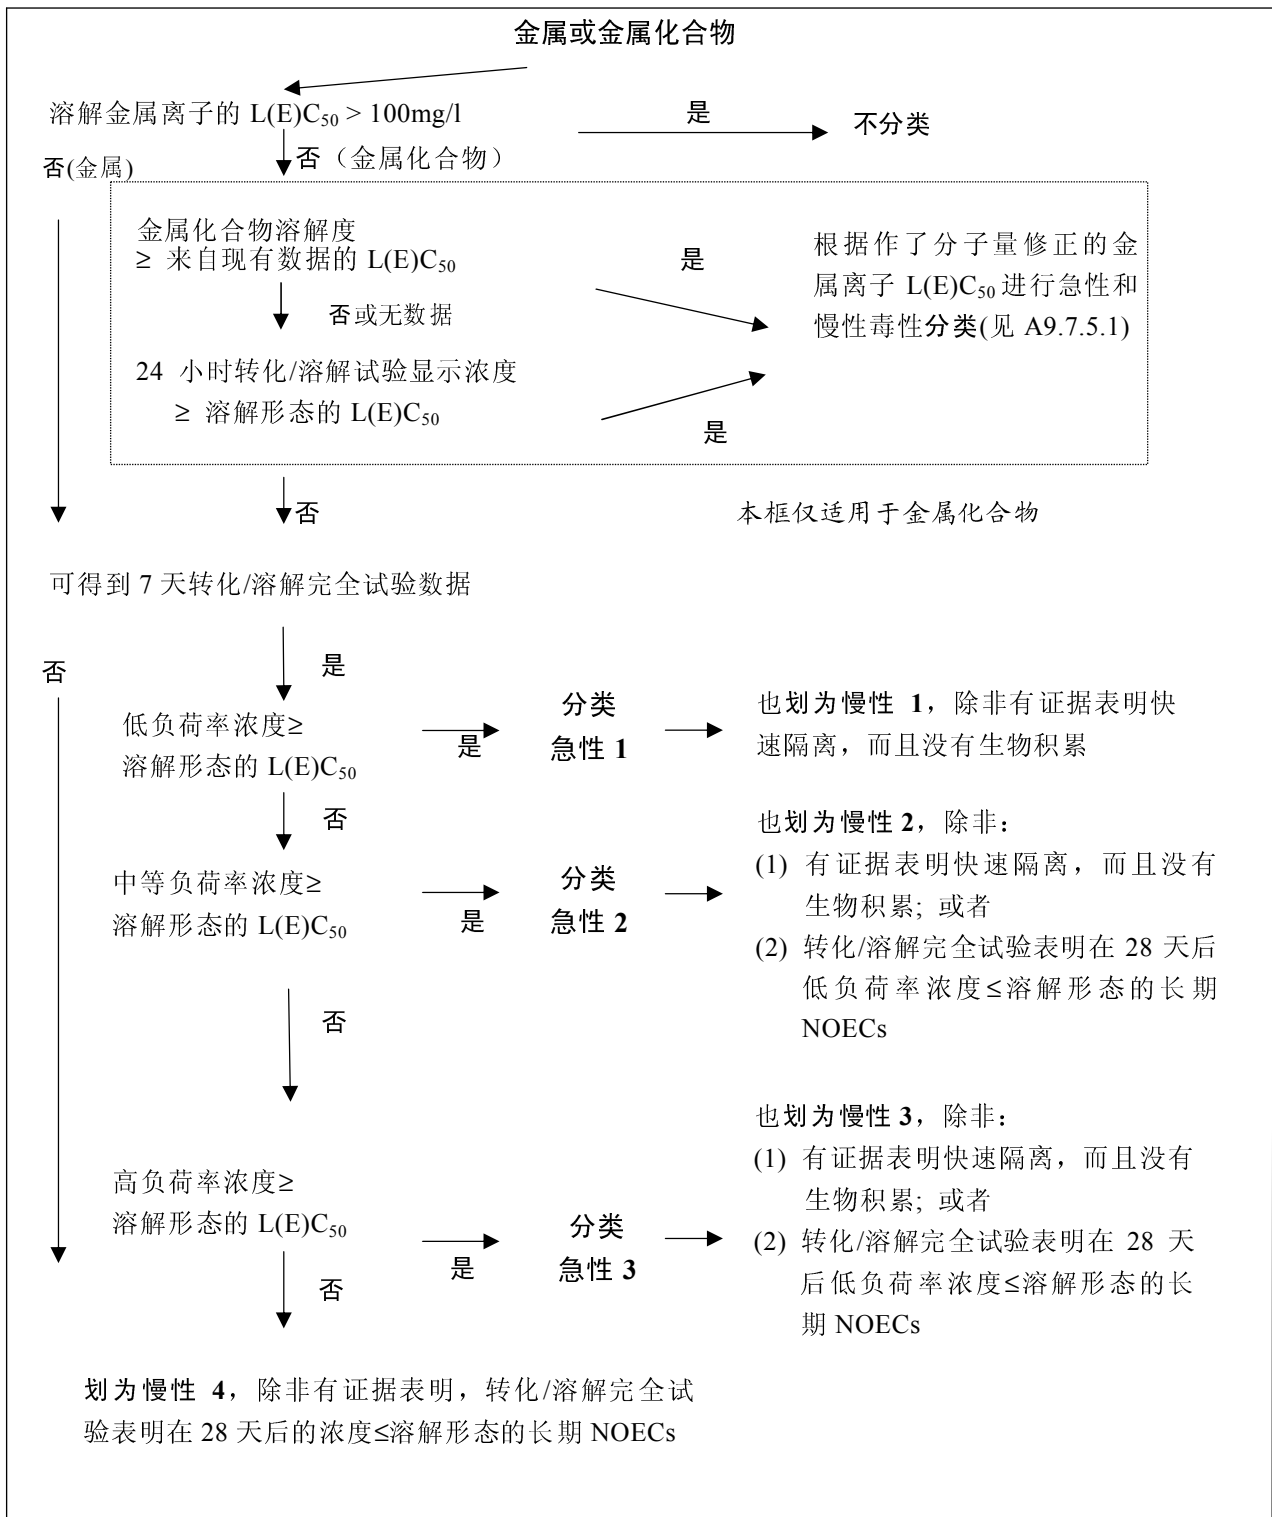 金属或金属化合物
溶解金属离子的 L(E)C50 > 100mg/l
是
不分类
否(金属)
否（金属化合物）
金属化合物溶解度
≥ 来自现有数据的 L(E)C50
是
否或无数据
根据作了分子量修正的金
属离子 L(E)C50 进行急性和
慢性毒性分类(见 A9.7.5.1)
24 小时转化/溶解试验显示浓度
≥ 溶解形态的 L(E)C50
是
否
本框仅适用于金属化合物
可得到 7 天转化/溶解完全试验数据
否
是
低负荷率浓度≥
溶解形态的 L(E)C50
是
分类
急性 1
也划为慢性 1，除非有证据表明快
速隔离，而且没有生物积累
否
中等负荷率浓度≥
溶解形态的 L(E)C50
是
分类
急性 2
也划为慢性 2，除非：
(1) 有证据表明快速隔离，而且没有
生物积累; 或者
(2) 转化/溶解完全试验表明在 28 天后
低负荷率浓度≤溶解形态的长期
NOECs
否
高负荷率浓度≥
溶解形态的 L(E)C50
是
分类
急性 3
也划为慢性 3，除非：
(1) 有证据表明快速隔离，而且没有
生物积累; 或者
(2) 转化/溶解完全试验表明在 28 天
后低负荷率浓度≤溶解形态的长
期 NOECs
否
划为慢性 4，除非有证据表明，转化/溶解完全试
验表明在 28 天后的浓度≤溶解形态的长期 NOECs